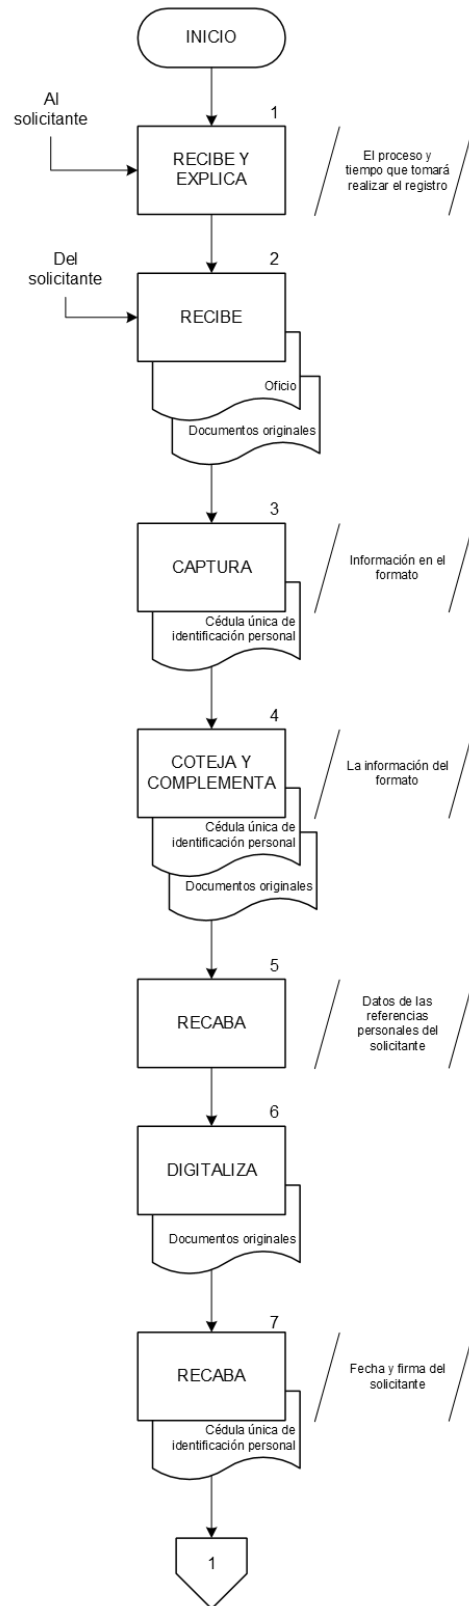 INICIO
Al
solicitante
1
RECIBE Y
EXPLICA
El proceso y
tiempo que tomará
realizar el registro
Del
solicitante
2
RECIBE
Oficio
Documentos originales
3
CAPTURA
Información en el
formato
Cédula única de
identificación personal
4
COTEJA Y
COMPLEMENTA
La información del
formato
Cédula única de
identificación personal
Documentos originales
5
RECABA
Datos de las
referencias
personales del
solicitante
6
DIGITALIZA
Documentos originales
7
RECABA
Fecha y firma del
solicitante
Cédula única de
identificación personal
1